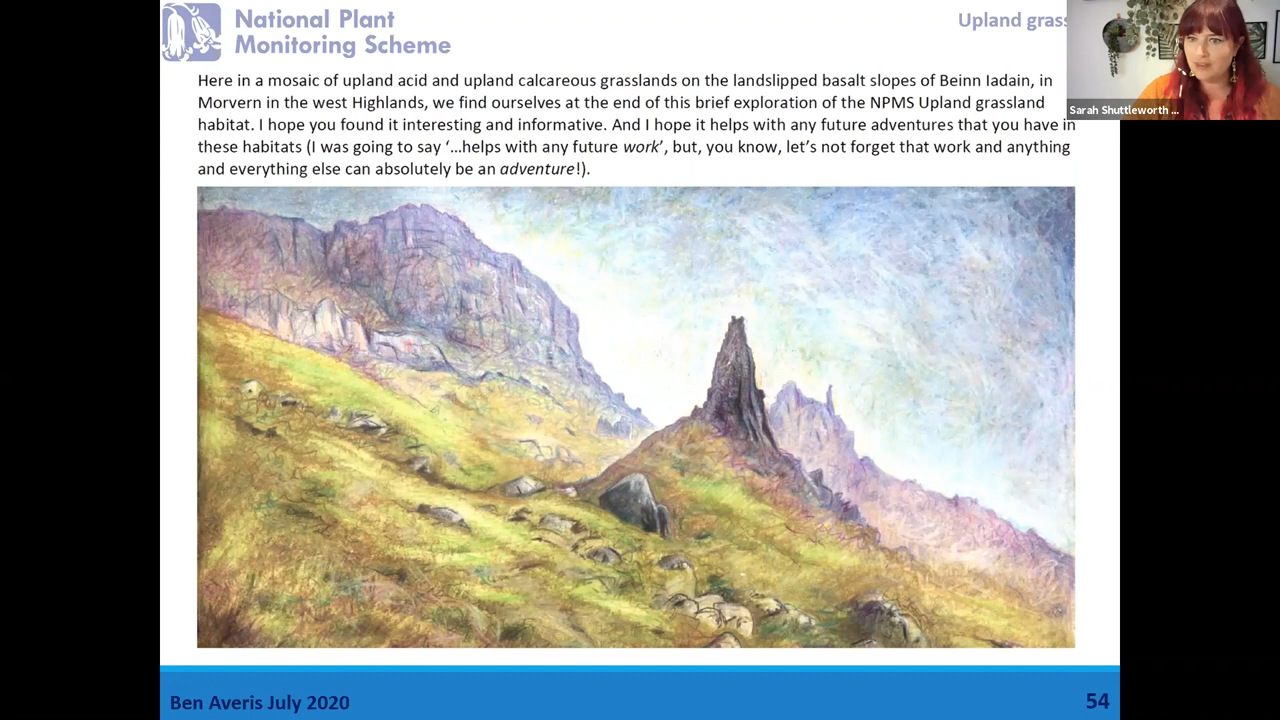 National Plant
Monitoring Scheme
Upland grass
Sarah Shuttleworth ...
Here in a mosaic of upland acid and upland calcareous grasslands on the landslipped basalt slopes of Beinn Iadain, in
Morvern in the west Highlands, we find ourselves at the end of this brief exploration of the NPMS Upland grassland
habitat. I hope you found it interesting and informative. And I hope it helps with any future adventures that you have in
these habitats (I was going to say ‘...helps with any future work’, but, you know, let’s not forget that work and anything
and everything else can absolutely be an adventure!).
Ben Averis July 2020
54